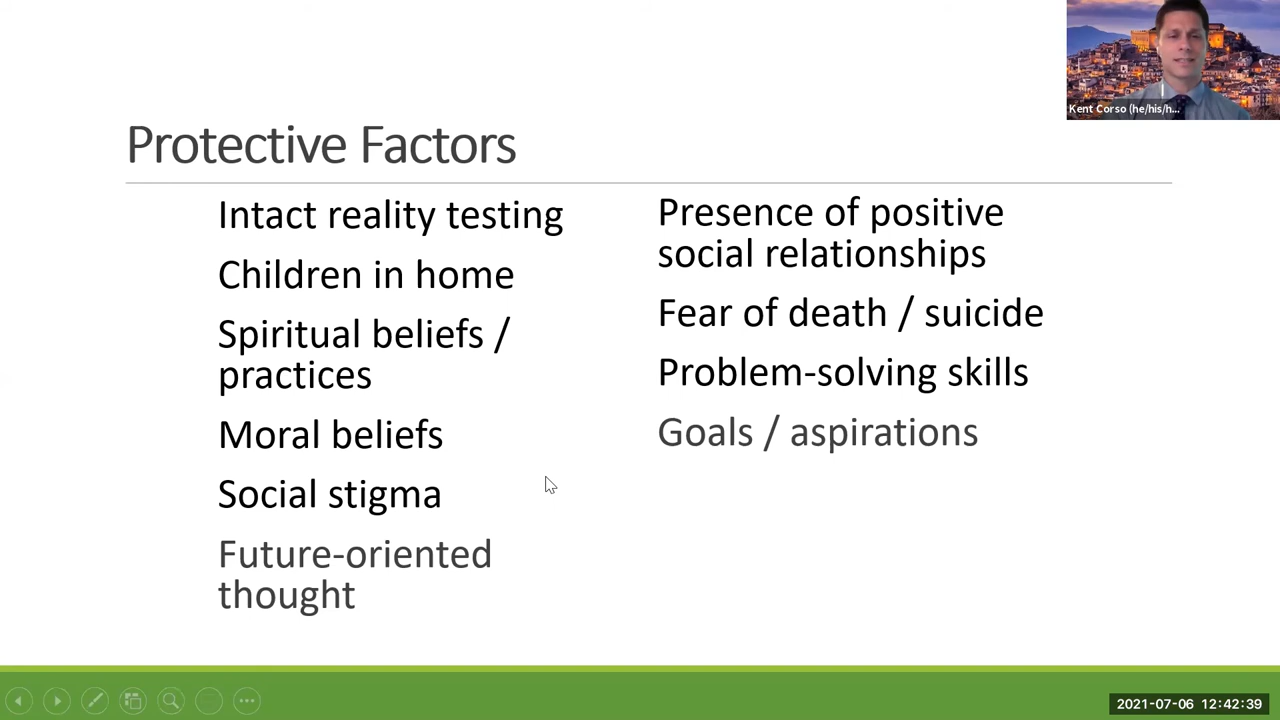 Kent Corso (he/his/h...
Protective Factors
Intact reality testing
Children in home
Spiritual beliefs /
practices
Moral beliefs
Social stigma
Future-oriented
thought
Presence of positive
social relationships
Fear of death / suicide
Problem-solving skills
Goals / aspirations
2021-07-06 12:42:39